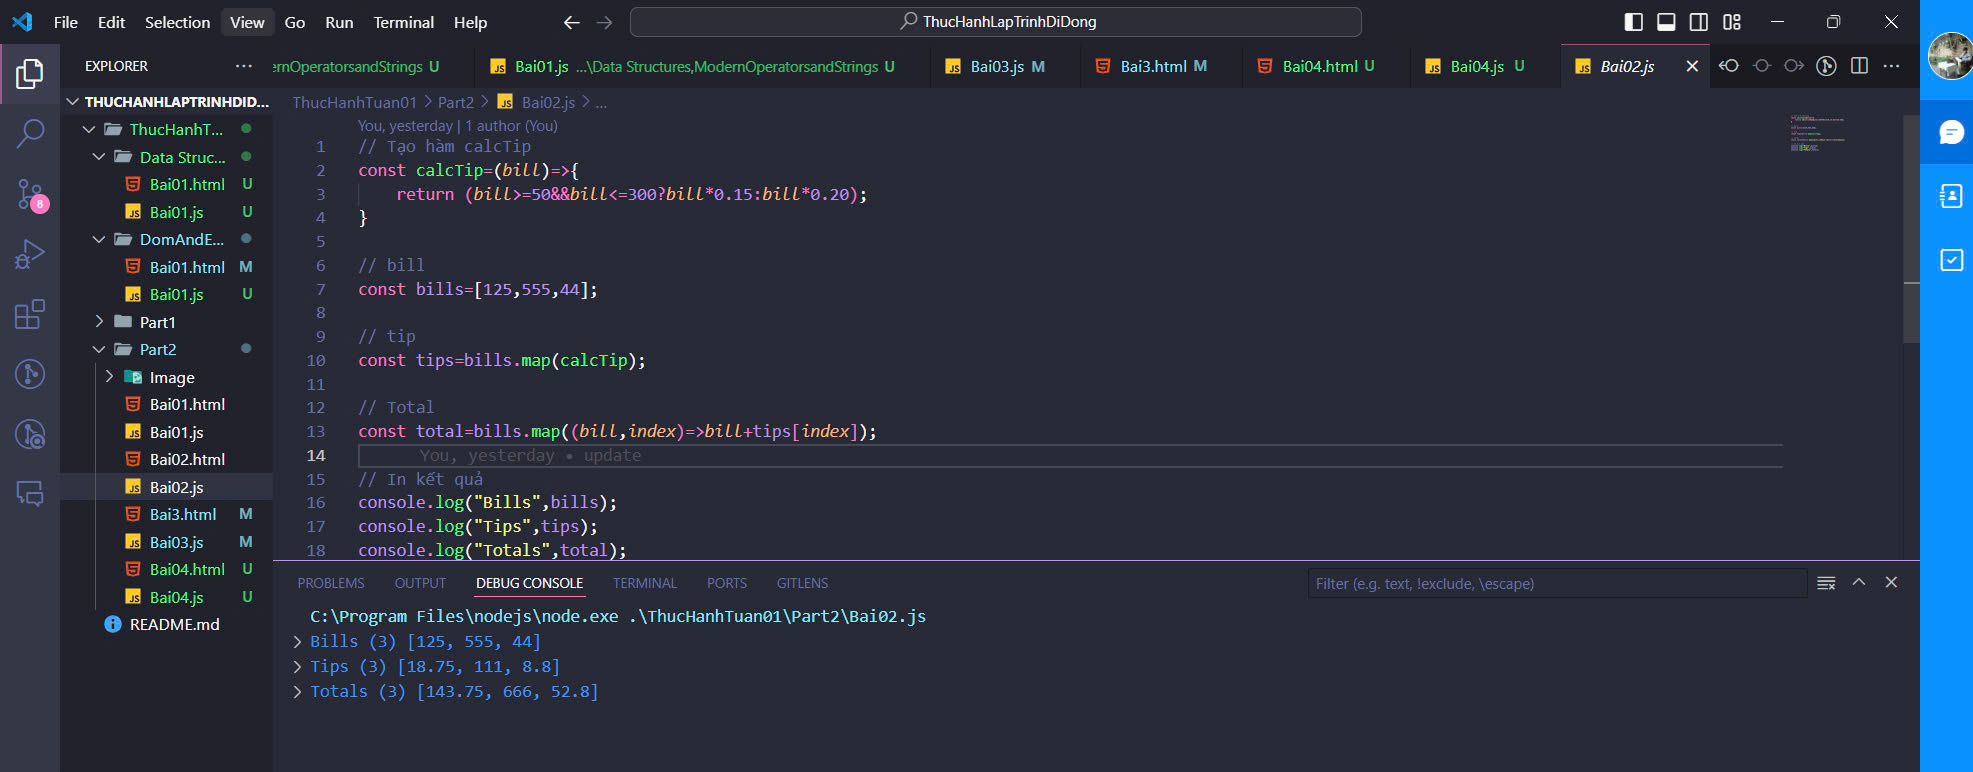 File Edit Selection View Go Run Terminal Help
ThucHanhLapTrinhDiDong
EXPLORER
ernOperatorsandStrings U
Bai01.js ...\Data Structures,ModernOperatorsandStrings U
Bai03.js M
Bai3.html M
Bai04.html U
Bai04.js U
Bai02.js
THUCHANHLAPTRINHDID...
ThucHanhT...
Data Struc...
Bai01.html U
Bai01.js U
DomAndE...
Bai01.html M
Bai01.js U
Part1
Part2
Image
Bai01.html
Bai01.js
Bai02.html
Bai02.js
Bai3.html M
Bai03.js M
Bai04.html U
Bai04.js U
README.md
8
ThucHanhTuan01 > Part2 > JS Bai02.js > ...
You, yesterday | 1 author (You)
1 // Tạo hàm calcTip
2 const calcTip=(bill)=>{
3 return (bill>=50&&bill<=300?bill*0.15:bill*0.20);
4 }
5
6 // bill
7 const bills=[125,555,44];
8
9 // tip
10 const tips=bills.map(calcTip);
11
12 // Total
13 const total=bills.map((bill,index)=>bill+tips[index]);
14 You, yesterday • update
15 // In kết quả
16 console.log("Bills",bills);
17 console.log("Tips",tips);
18 console.log("Totals",total);
PROBLEMS OUTPUT DEBUG CONSOLE TERMINAL PORTS GITLENS
Filter (e.g. text, !exclude, \escape)
C:\Program Files\nodejs\node.exe .\ThucHanhTuan01\Part2\Bai02.js
> Bills (3) [125, 555, 44]
> Tips (3) [18.75, 111, 8.8]
> Totals (3) [143.75, 666, 52.8]